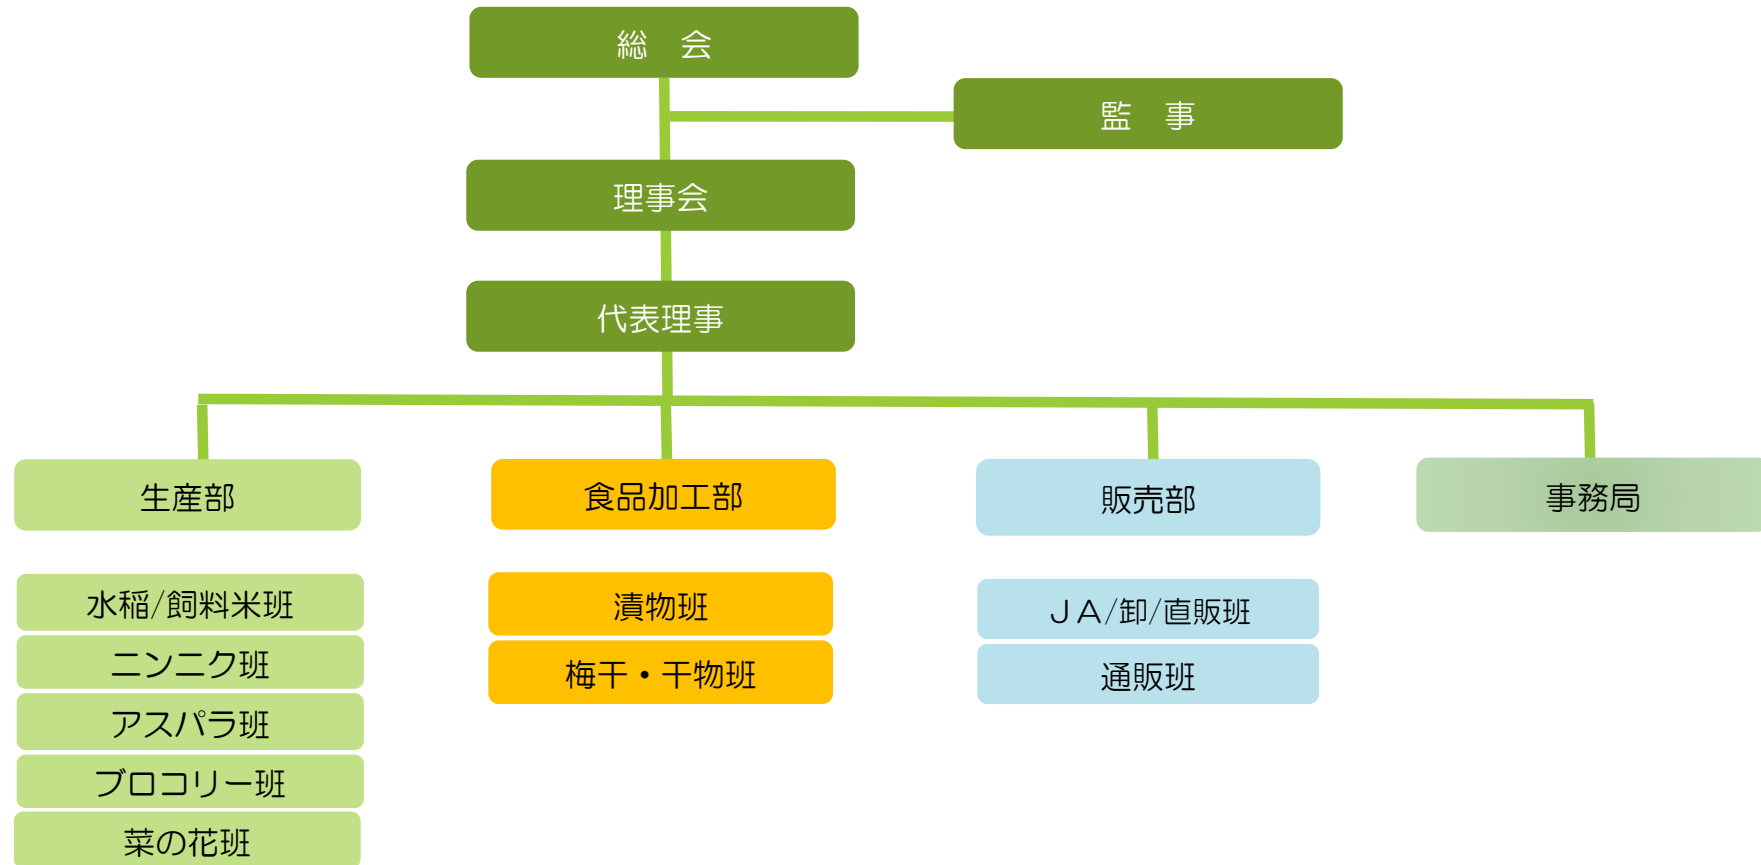 総　会
監　事
理事会
代表理事
生産部
食品加工部
販売部
事務局
水稲/飼料米班
ニンニク班
アスパラ班
ブロコリー班
菜の花班
漬物班
梅干・干物班
ＪＡ/卸/直販班
通販班